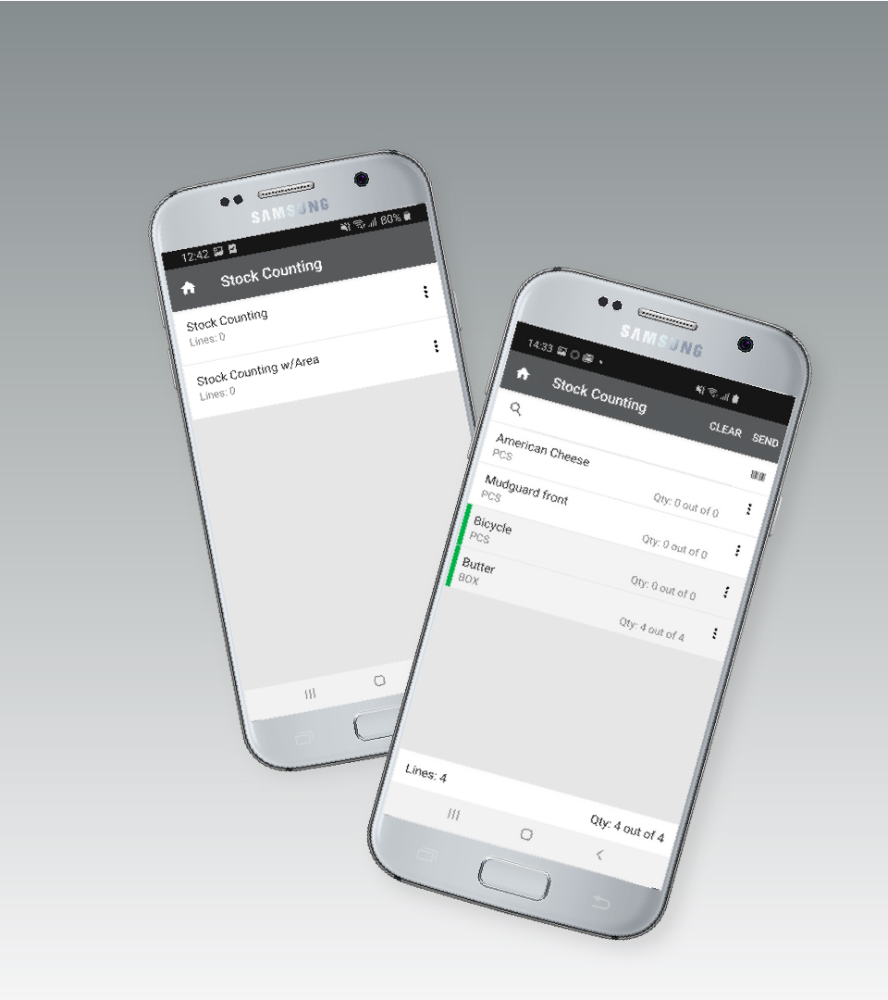 SAMSUNG
12:42
80%
Stock Counting
Stock Counting
Lines: 0
Stock Counting w/Area
Lines: 0
SAMSUNG
14:33
Stock Counting
CLEAR SEND
American Cheese
PCS
Qty: 0 out of 0
Mudguard front
PCS
Qty: 0 out of 0
Bicycle
PCS
Qty: 0 out of 0
Butter
BOX
Qty: 4 out of 4
Lines: 4
Qty: 4 out of 4